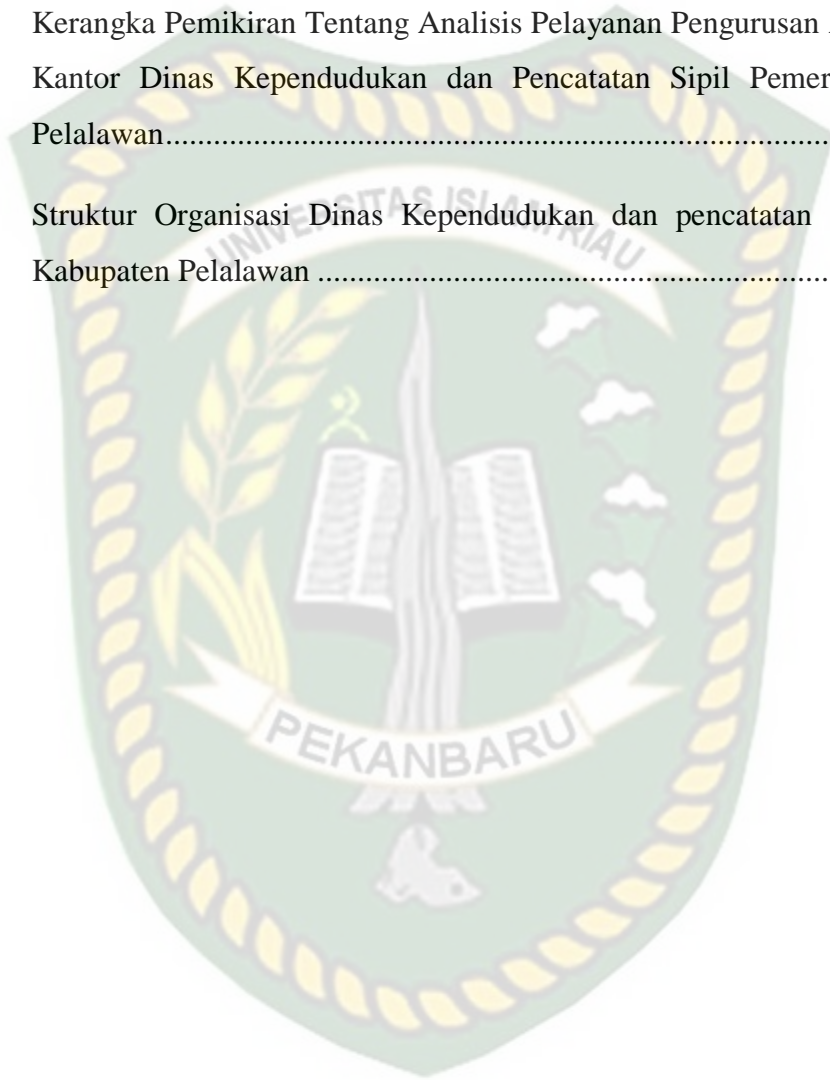 Kerangka Pemikiran Tentang Analisis Pelayanan Pengurusan
Kantor Dinas Kependudukan dan Pencatatan Sipil Pemer
Pelalawan......................................................................
Struktur Organisasi Dinas Kependudukan dan pencatatan
Kabupaten Pelalawan ......................................................
UNIVERSITAS ISLAM RIAU
PEKANBARU